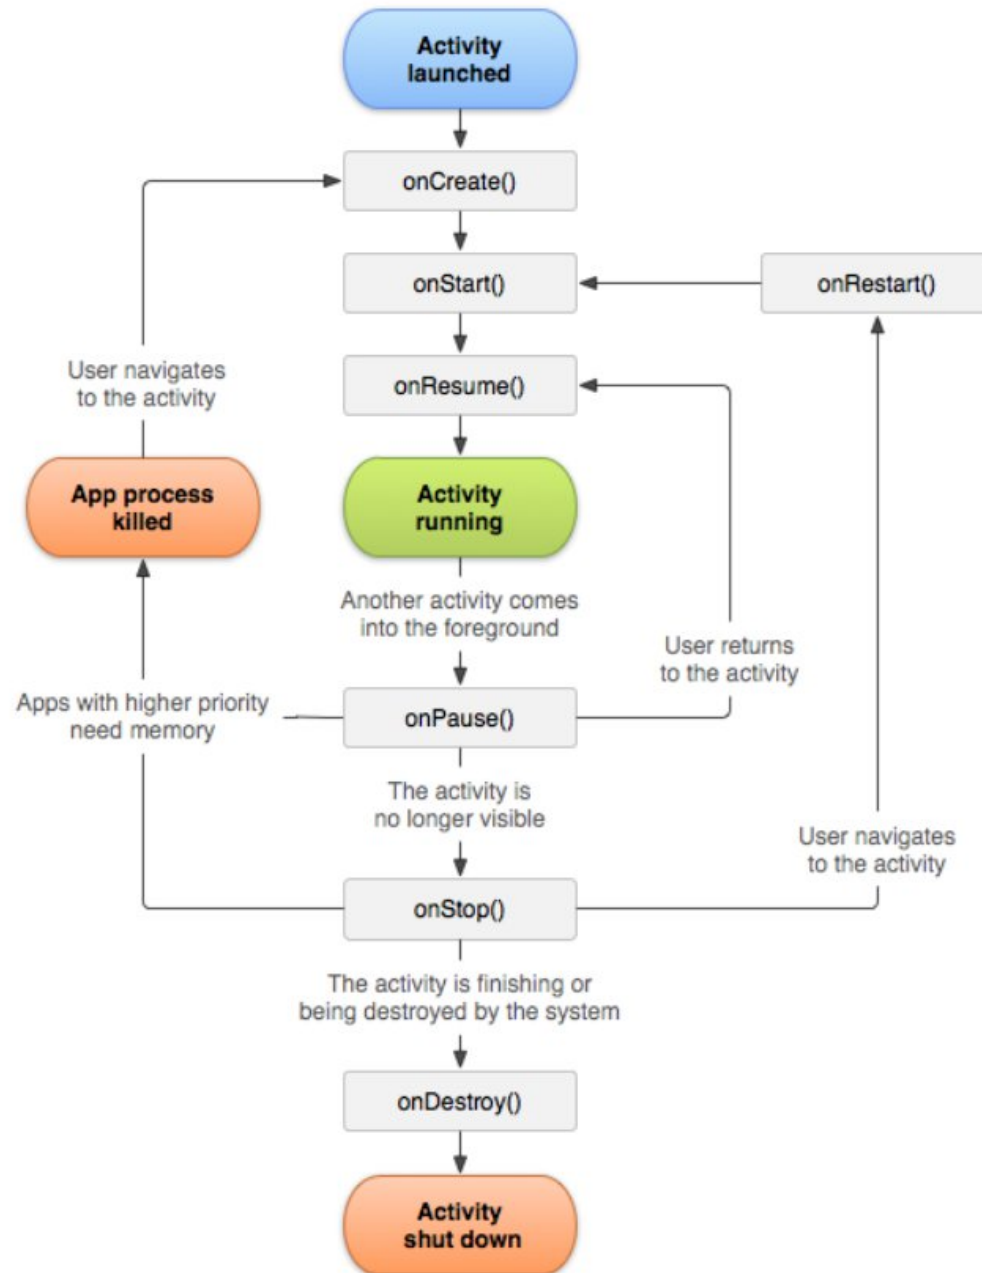 Activity
launched
onCreate()
onStart()
onRestart()
User navigates
to the activity
onResume()
App process
killed
Activity
running
Another activity comes
into the foreground
User returns
to the activity
Apps with higher priority
need memory
onPause()
The activity is
no longer visible
User navigates
to the activity
onStop()
The activity is finishing or
being destroyed by the system
onDestroy()
Activity
shut down